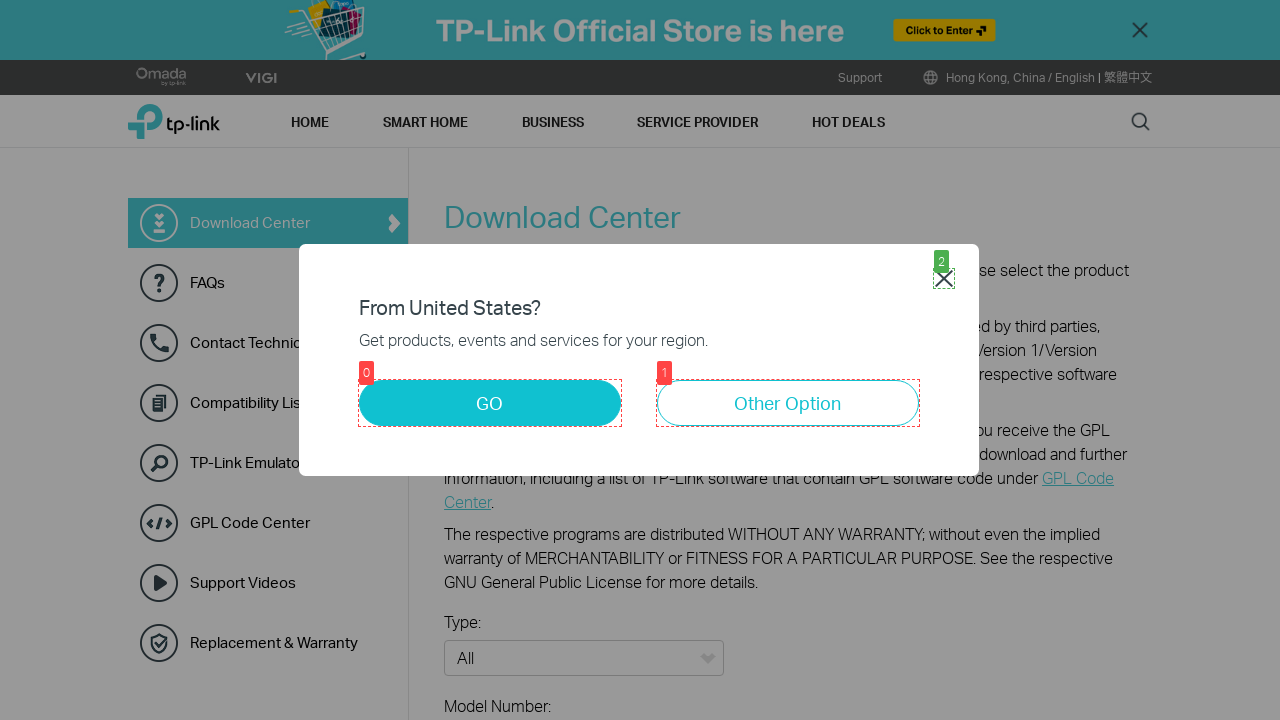 TP-Link Official Store is here
Click to Enter
Omada
by tp-link
VIGI
Support
Hong Kong, China / English | 繁體中文
tp-link
HOME
SMART HOME
BUSINESS
SERVICE PROVIDER
HOT DEALS
Download Center
FAQs
Contact Technic
Compatibility Lis
TP-Link Emulato
GPL Code Center
Support Videos
Replacement & Warranty
Download Center
se select the product
ed by third parties,
Version 1/Version
respective software
ou receive the GPL
download and further
information, including a list of TP-Link software that contain GPL software code under GPL Code
Center.
The respective programs are distributed WITHOUT ANY WARRANTY; without even the implied
warranty of MERCHANTABILITY or FITNESS FOR A PARTICULAR PURPOSE. See the respective
GNU General Public License for more details.
Type:
All
Model Number:
2
From United States?
Get products, events and services for your region.
0
GO
1
Other Option